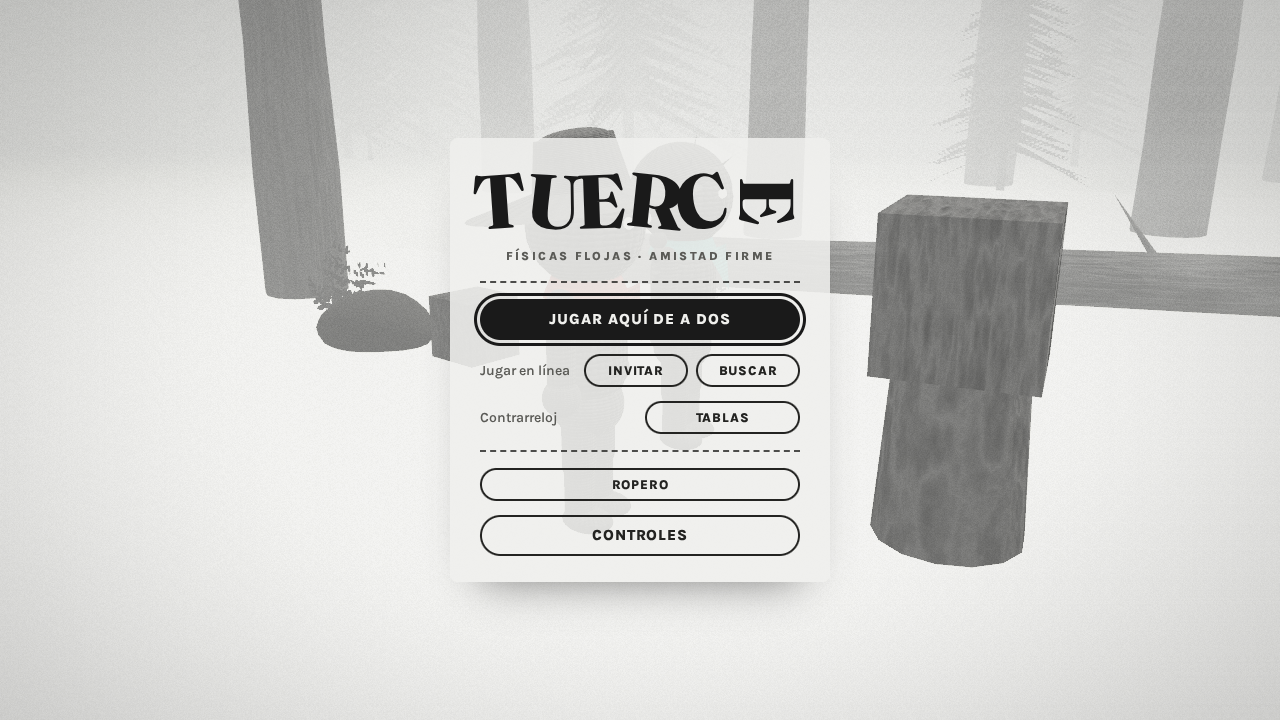 TUERCE
FÍSICAS FLOJAS · AMISTAD FIRME
JUGAR AQUÍ DE A DOS
Jugar en línea INVITAR BUSCAR
Contrarreloj TABLAS
ROPERO
CONTROLES